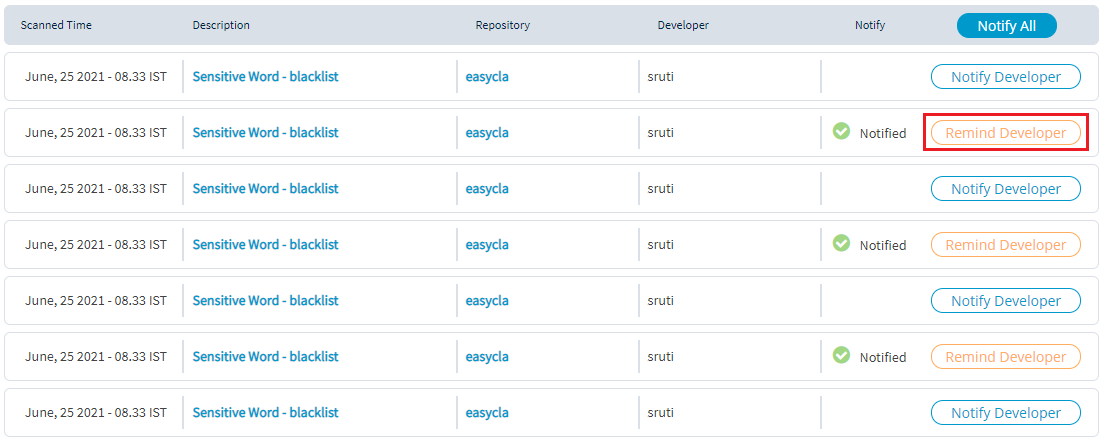 Scanned Time Description Repository Developer Notify Notify All
June, 25 2021 - 08.33 IST Sensitive Word - blacklist easycla sruti Notify Developer
June, 25 2021 - 08.33 IST Sensitive Word - blacklist easycla sruti Notified Remind Developer
June, 25 2021 - 08.33 IST Sensitive Word - blacklist easycla sruti Notify Developer
June, 25 2021 - 08.33 IST Sensitive Word - blacklist easycla sruti Notified Remind Developer
June, 25 2021 - 08.33 IST Sensitive Word - blacklist easycla sruti Notify Developer
June, 25 2021 - 08.33 IST Sensitive Word - blacklist easycla sruti Notified Remind Developer
June, 25 2021 - 08.33 IST Sensitive Word - blacklist easycla sruti Notify Developer